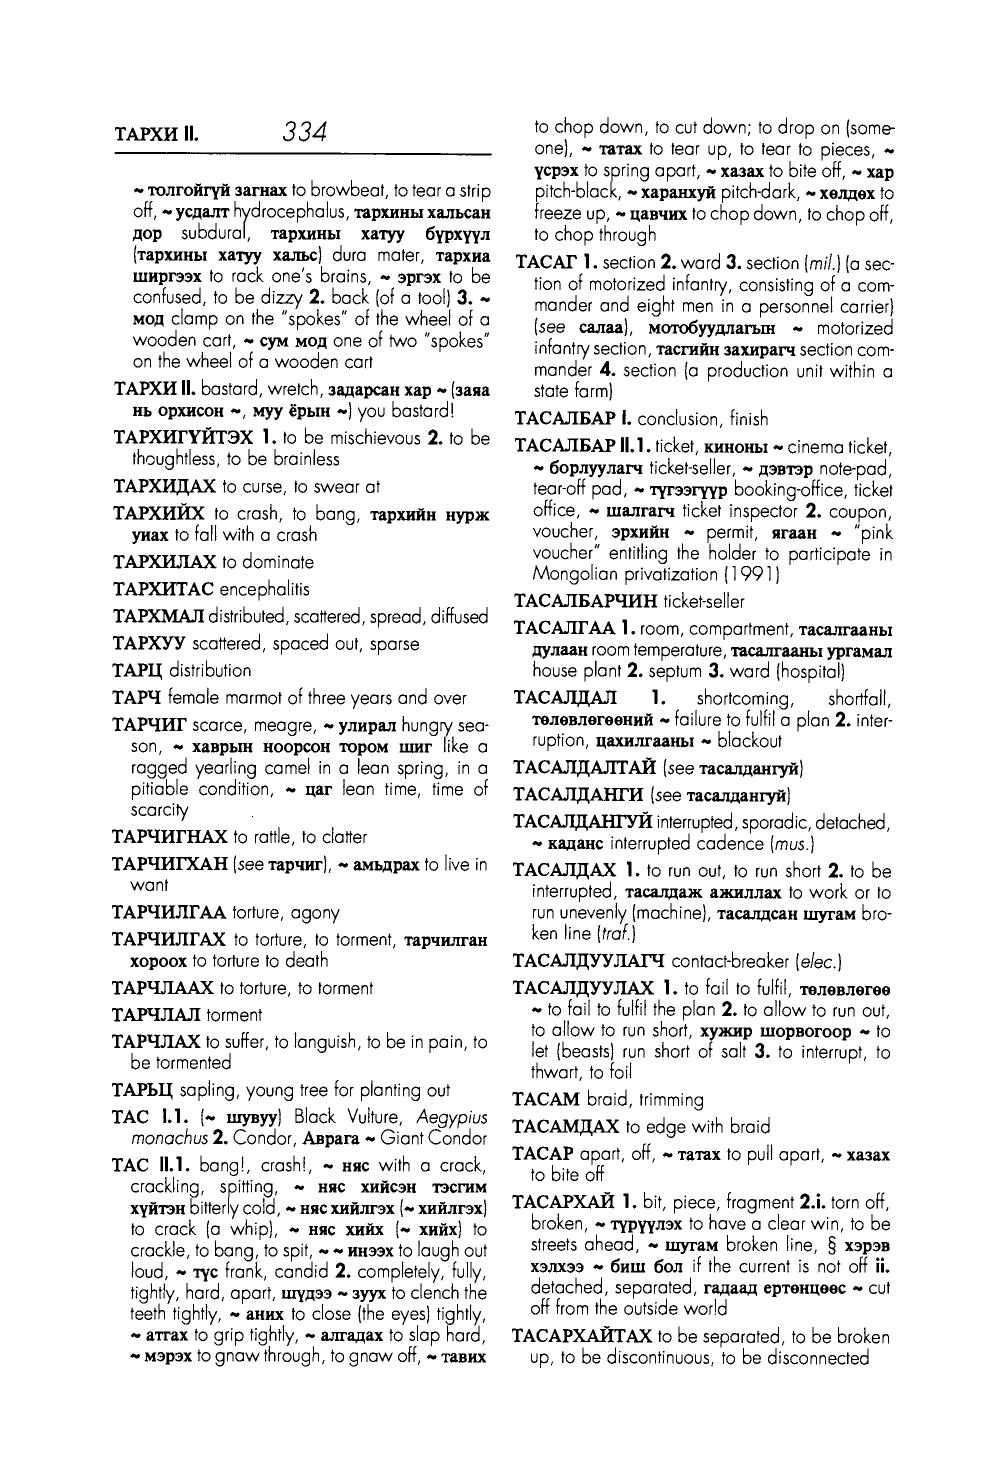 ТАРХИ II. 334
~ толгойгүй загнах to browbeat, to tear a strip
off, ~ усдалт hydrocephalus, тархины хальсан
дор subdural, тархины хатуу бүрхүүл
(тархины хатуу хальс) dura mater, тархиа
ширгээх to rack one's brains, ~ эргэх to be
confused, to be dizzy 2. back (of a tool) 3. ~
мод clamp on the "spokes" of the wheel of a
wooden cart, ~ сум мод one of two "spokes"
on the wheel of a wooden cart
ТАРХИ II. bastard, wretch, задарсан хар ~ (заяа
нь орхисон ~, муу ёрын ~) you bastard!
ТАРХИГҮЙТЭХ 1. to be mischievous 2. to be
thoughtless, to be brainless
ТАРХИДАХ to curse, to swear at
ТАРХИЙХ to crash, to bang, тархийн нурж
унах to fall with a crash
ТАРХИЛАХ to dominate
ТАРХИТАС encephalitis
ТАРХМАЛ distributed, scattered, spread, diffused
ТАРХУУ scattered, spaced out, sparse
ТАРЦ distribution
ТАРЧ female marmot of three years and over
ТАРЧИГ scarce, meagre, ~ улирал hungry sea-
son, ~ хаврын ноорсон тором шиг like a
ragged yearling camel in a lean spring, in a
pitiable condition, ~ цаг lean time, time of
scarcity
ТАРЧИГНАХ to rattle, to clatter
ТАРЧИГХАН (see тарчиг), ~ амьдрах to live in
want
ТАРЧИЛГАА torture, agony
ТАРЧИЛГАХ to torture, to torment, тарчилган
хороох to torture to death
ТАРЧЛААХ to torture, to torment
ТАРЧЛАЛ torment
ТАРЧЛАХ to suffer, to languish, to be in pain, to
be tormented
ТАРЬЦ sapling, young tree for planting out
ТАС I.1. (~ шувуу) Black Vulture, Aegypius
monachus 2. Condor, Аврага ~ Giant Condor
ТАС II.1. bang!, crash!, ~ няс with a crack,
crackling, spitting, ~ няс хийсэн тэсгим
хүйтэн bitterly cold, ~ няс хийлгэх (~ хийлгэх)
to crack (a whip), ~ няс хийх (~ хийх) to
crackle, to bang, to spit, ~ ~ инээх to laugh out
loud, ~ түс frank, candid 2. completely, fully,
tightly, hard, apart, шүдээ ~ зуух to clench the
teeth tightly, ~ аних to close (the eyes) tightly,
~ атгах to grip tightly, ~ алгадах to slap hard,
~ мэрэх to gnaw through, to gnaw off, ~ тавих
to chop down, to cut down; to drop on (some-
one), ~ татах to tear up, to tear to pieces, ~
үсрэх to spring apart, ~ хазах to bite off, ~ хар
pitch-black, ~ харанхуй pitch-dark, ~ хөлдөх to
freeze up, ~ цавчих to chop down, to chop off,
to chop through
ТАСАГ 1. section 2. ward 3. section (mil.) (a sec-
tion of motorized infantry, consisting of a com-
mander and eight men in a personnel carrier)
(see салаа), мотобуудлагын ~ motorized
infantry section, тасгийн захирагч section com-
mander 4. section (a production unit within a
state farm)
ТАСАЛБАР I. conclusion, finish
ТАСАЛБАР II.1. ticket, киноны ~ cinema ticket,
~ борлуулагч ticket-seller, ~ дэвтэр note-pad,
tear-off pad, ~ түгээгүүр booking-office, ticket
office, ~ шалгагч ticket inspector 2. coupon,
voucher, эрхийн ~ permit, ягаан ~ "pink
voucher" entitling the holder to participate in
Mongolian privatization (1991)
ТАСАЛБАРЧИН ticket-seller
ТАСАЛГАА 1. room, compartment, тасалгааны
дулаан room temperature, тасалгааны ургамал
house plant 2. septum 3. ward (hospital)
ТАСАЛДАЛ 1. shortcoming, shortfall,
төлөвлөгөөний ~ failure to fulfil a plan 2. inter-
ruption, цахилгааны ~ blackout
ТАСАЛДАЛТАЙ (see тасалдангуй)
ТАСАЛДАНГИ (see тасалдангуй)
ТАСАЛДАНГУЙ interrupted, sporadic, detached,
~ каданс interrupted cadence (mus.)
ТАСАЛДАХ 1. to run out, to run short 2. to be
interrupted, тасалдаж ажиллах to work or to
run unevenly (machine), тасалдсан шугам bro-
ken line (traf.)
ТАСАЛДУУЛАГЧ contact-breaker (elec.)
ТАСАЛДУУЛАХ 1. to fail to fulfil, төлөвлөгөө
~ to fail to fulfil the plan 2. to allow to run out,
to allow to run short, хужир шорвогоор ~ to
let (beasts) run short of salt 3. to interrupt, to
thwart, to foil
ТАСАМ braid, trimming
ТАСАМДАХ to edge with braid
ТАСАР apart, off, ~ татах to pull apart, ~ хазах
to bite off
ТАСАРХАЙ 1. bit, piece, fragment 2.i. torn off,
broken, ~ түрүүлэх to have a clear win, to be
streets ahead, ~ шугам broken line, § хэрэв
хэлхээ ~ биш бол if the current is not off ii.
detached, separated, гадаад ертөнцөөс ~ cut
off from the outside world
ТАСАРХАЙТАХ to be separated, to be broken
up, to be discontinuous, to be disconnected